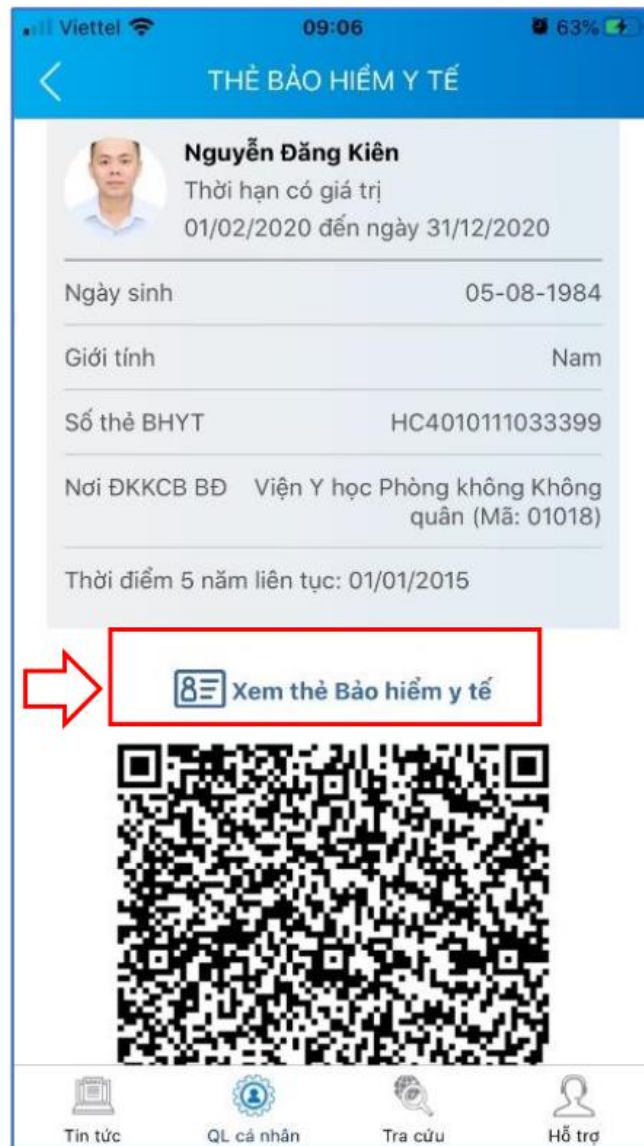 Viettel 09:06 63%
THẺ BẢO HIỂM Y TẾ
Nguyễn Đăng Kiên
Thời hạn có giá trị
01/02/2020 đến ngày 31/12/2020
Ngày sinh 05-08-1984
Giới tính Nam
Số thẻ BHYT HC4010111033399
Nơi ĐKKCB BĐ Viện Y học Phòng không Không
quân (Mã: 01018)
Thời điểm 5 năm liên tục: 01/01/2015
Xem thẻ Bảo hiểm y tế
Tin tức QL cá nhân Tra cứu Hỗ trợ